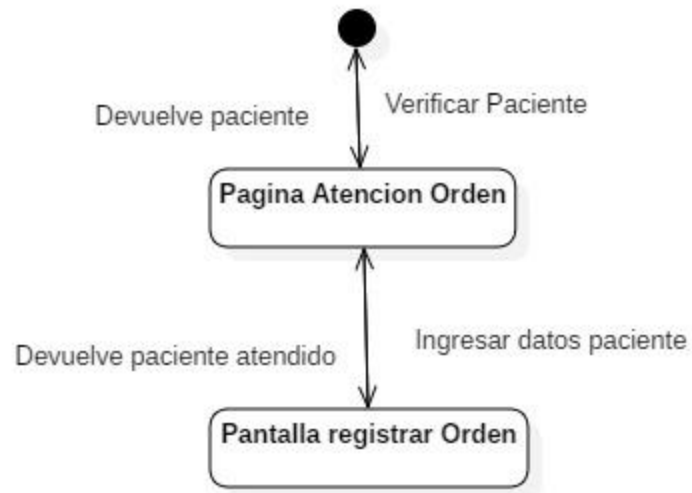 Devuelve paciente
Verificar Paciente
Pagina Atencion Orden
Devuelve paciente atendido
Ingresar datos paciente
Pantalla registrar Orden